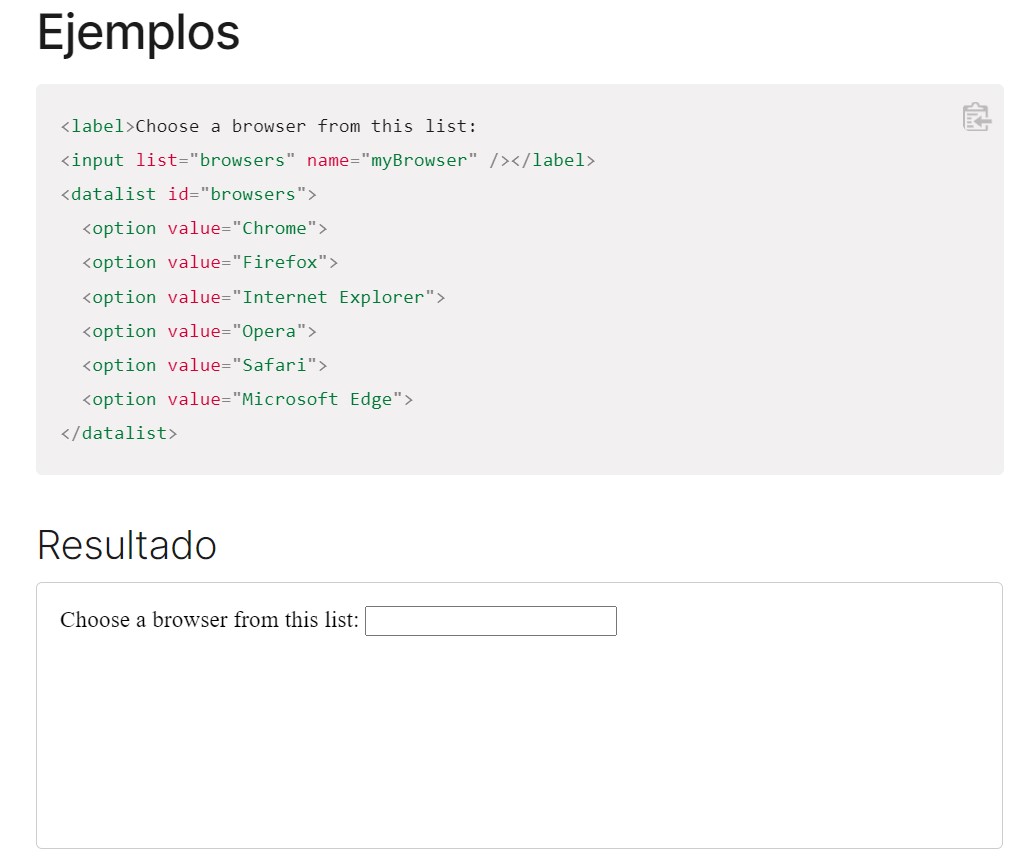 Ejemplos
<label>Choose a browser from this list:
<input list="browsers" name="myBrowser" /></label>
<datalist id="browsers">
  <option value="Chrome">
  <option value="Firefox">
  <option value="Internet Explorer">
  <option value="Opera">
  <option value="Safari">
  <option value="Microsoft Edge">
</datalist>
Resultado
Choose a browser from this list: